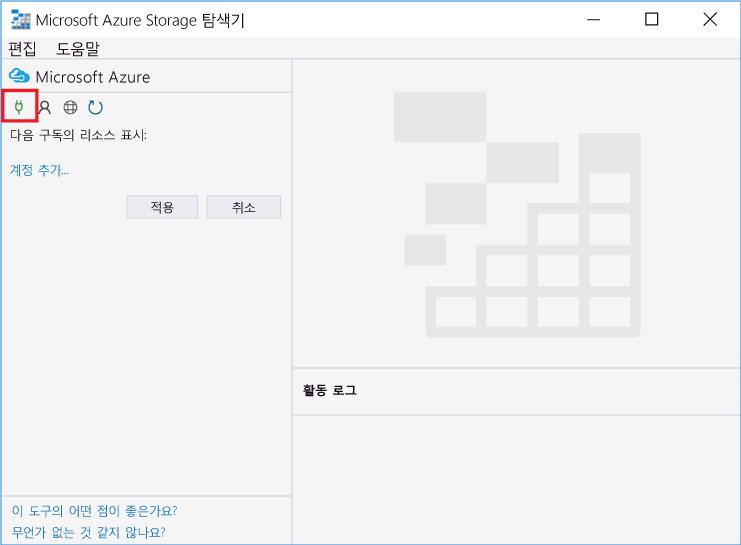 Microsoft Azure Storage 탐색기
편집 도움말
Microsoft Azure
다음 구독의 리소스 표시:
계정 추가...
적용 취소
활동 로그
이 도구의 어떤 점이 좋은가요?
무언가 없는 것 같지 않나요?